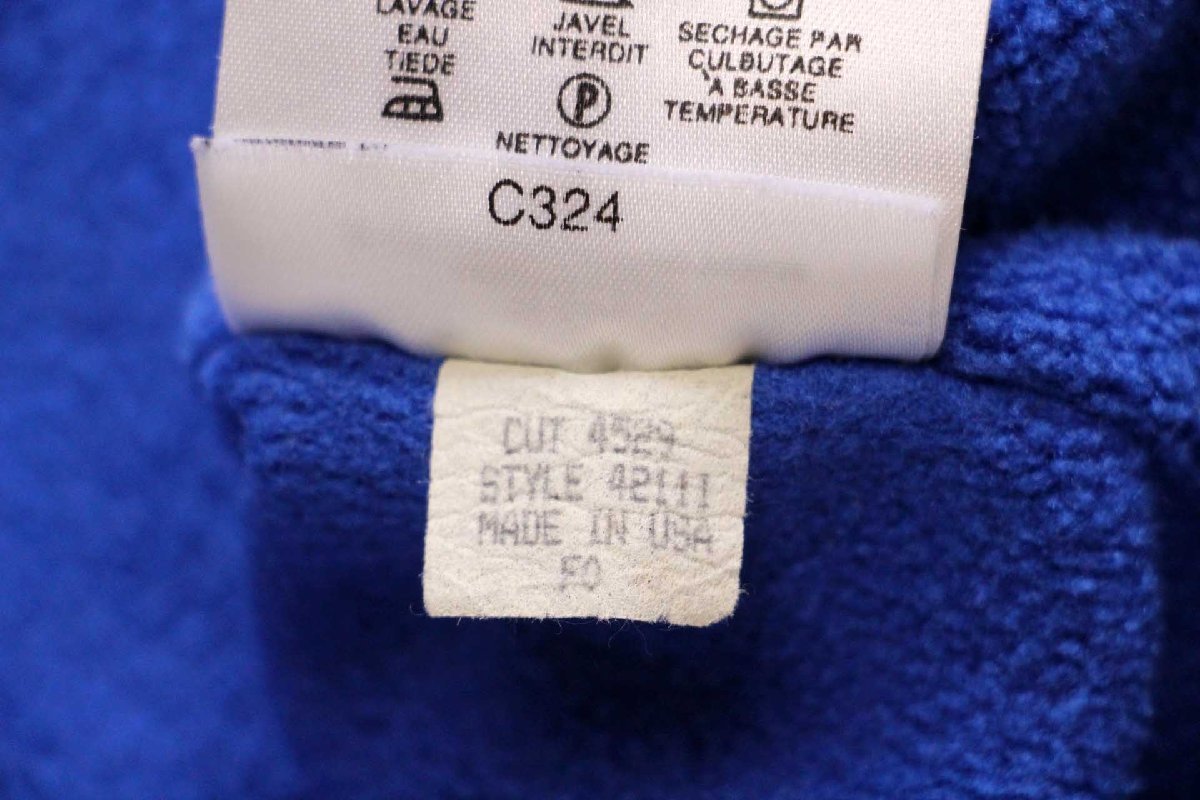 LAVAGE
EAU
TIEDE
JAVEL
INTERDIT
P
NETTOYAGE
SECHAGE PAR
CULBUTAGE
À BASSE
TEMPERATURE
C324
CUT 4529
STYLE 42111
MADE IN USA